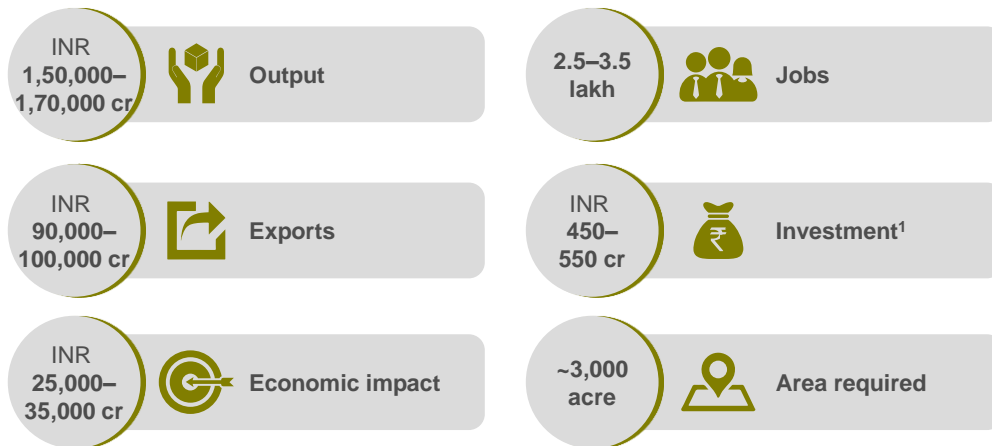 INR
1,50,000–
1,70,000 cr
Output
2.5–3.5
lakh
Jobs
INR
90,000–
100,000 cr
Exports
INR
450–
550 cr
₹
Investment¹
INR
25,000–
35,000 cr
Economic impact
~3,000
acre
Area required